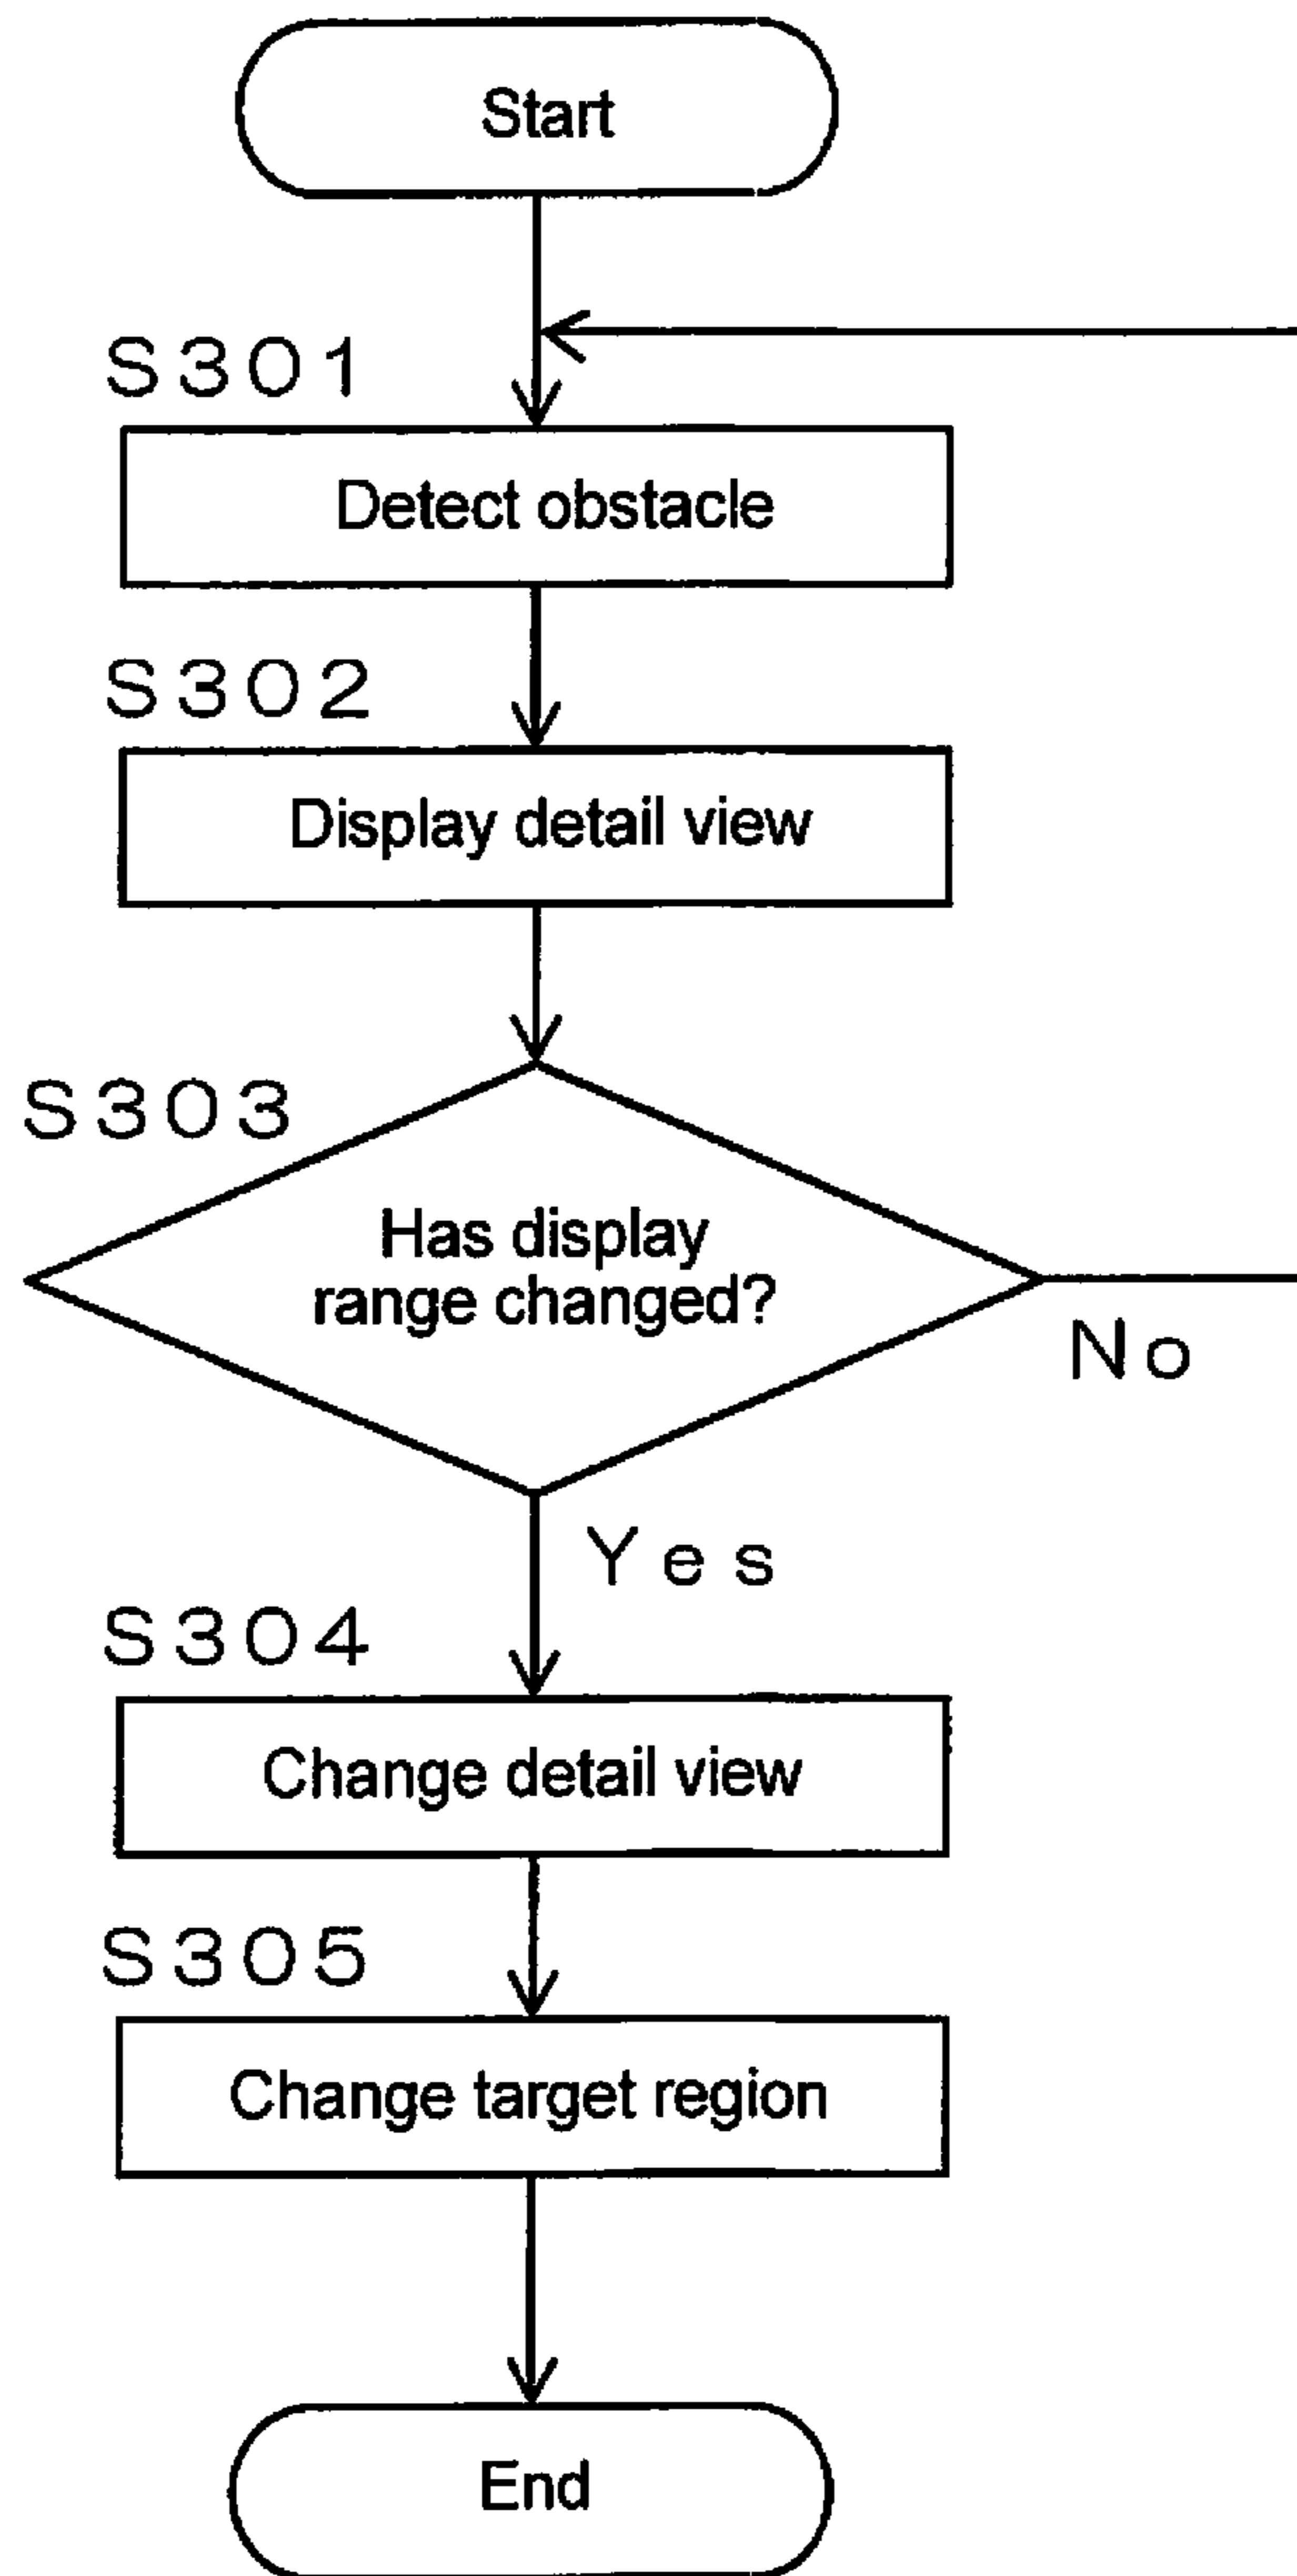 Start
S301
Detect obstacle
S302
Display detail view
S303
Has display
range changed?
No
Yes
S304
Change detail view
S305
Change target region
End